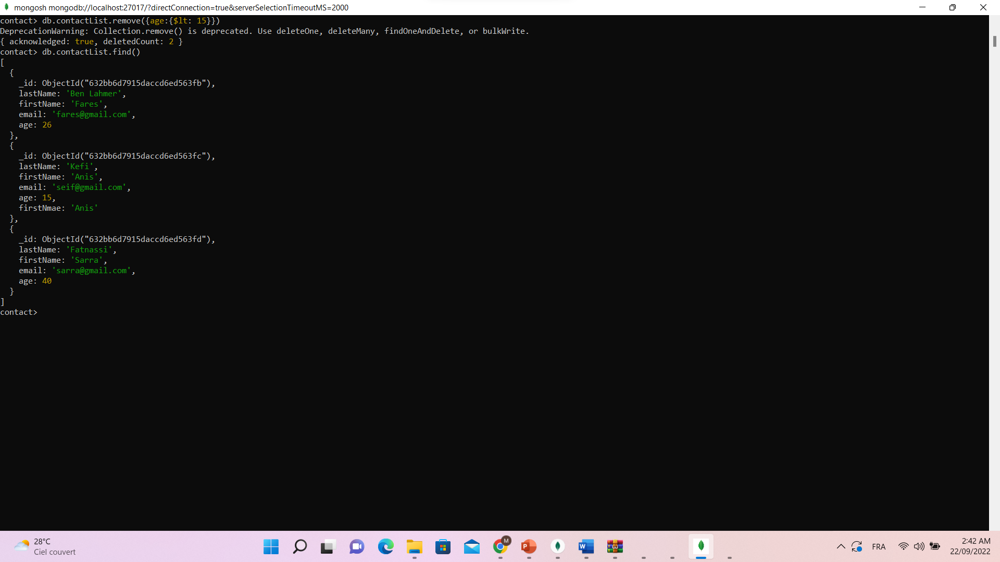 mongosh mongodb://localhost:27017/?directConnection=true&serverSelectionTimeoutMS=2000
contact> db.contactList.remove({age:{$lt: 15}})
DeprecationWarning: Collection.remove() is deprecated. Use deleteOne, deleteMany, findOneAndDelete, or bulkWrite.
{ acknowledged: true, deletedCount: 2 }
contact> db.contactList.find()
[
  {
    _id: ObjectId("632bb6d7915daccd6ed563fb"),
    lastName: 'Ben Lahmer',
    firstName: 'Fares',
    email: 'fares@gmail.com',
    age: 26
  },
  {
    _id: ObjectId("632bb6d7915daccd6ed563fc"),
    lastName: 'Kefi',
    firstName: 'Anis',
    email: 'seif@gmail.com',
    age: 15,
    firstNmae: 'Anis'
  },
  {
    _id: ObjectId("632bb6d7915daccd6ed563fd"),
    lastName: 'Fatnassi',
    firstName: 'Sarra',
    email: 'sarra@gmail.com',
    age: 40
  }
]
contact>
28°C
Ciel couvert
M
P
W
FRA
2:42 AM
22/09/2022